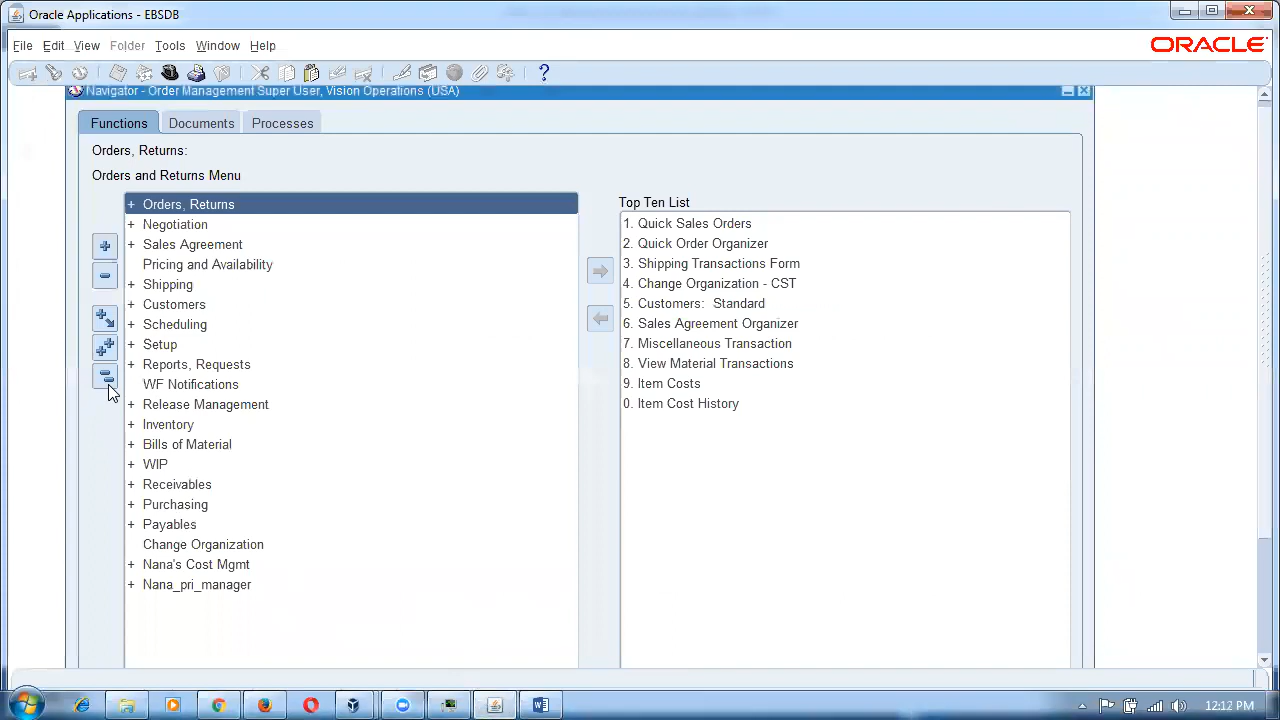 Oracle Applications - EBSDB
File Edit View Folder Tools Window Help
ORACLE
Navigator - Order Management Super User, Vision Operations (USA)
Functions Documents Processes
Orders, Returns:
Orders and Returns Menu
+ Orders, Returns
+ Negotiation
+ Sales Agreement
Pricing and Availability
+ Shipping
+ Customers
+ Scheduling
+ Setup
+ Reports, Requests
WF Notifications
+ Release Management
+ Inventory
+ Bills of Material
+ WIP
+ Receivables
+ Purchasing
+ Payables
Change Organization
+ Nana's Cost Mgmt
+ Nana_pri_manager
Top Ten List
1. Quick Sales Orders
2. Quick Order Organizer
3. Shipping Transactions Form
4. Change Organization - CST
5. Customers: Standard
6. Sales Agreement Organizer
7. Miscellaneous Transaction
8. View Material Transactions
9. Item Costs
0. Item Cost History
12:12 PM